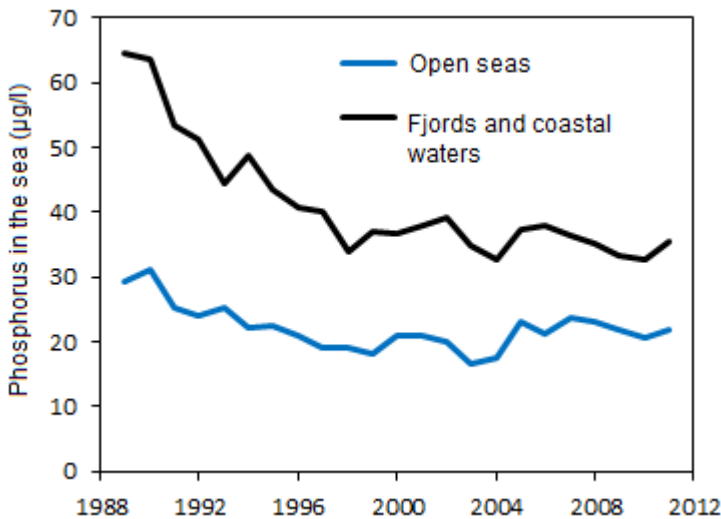 70
60
50
40
30
20
10
0
Phosphorus in the sea (µg/l)
Open seas
Fjords and coastal
waters
1988 1992 1996 2000 2004 2008 2012